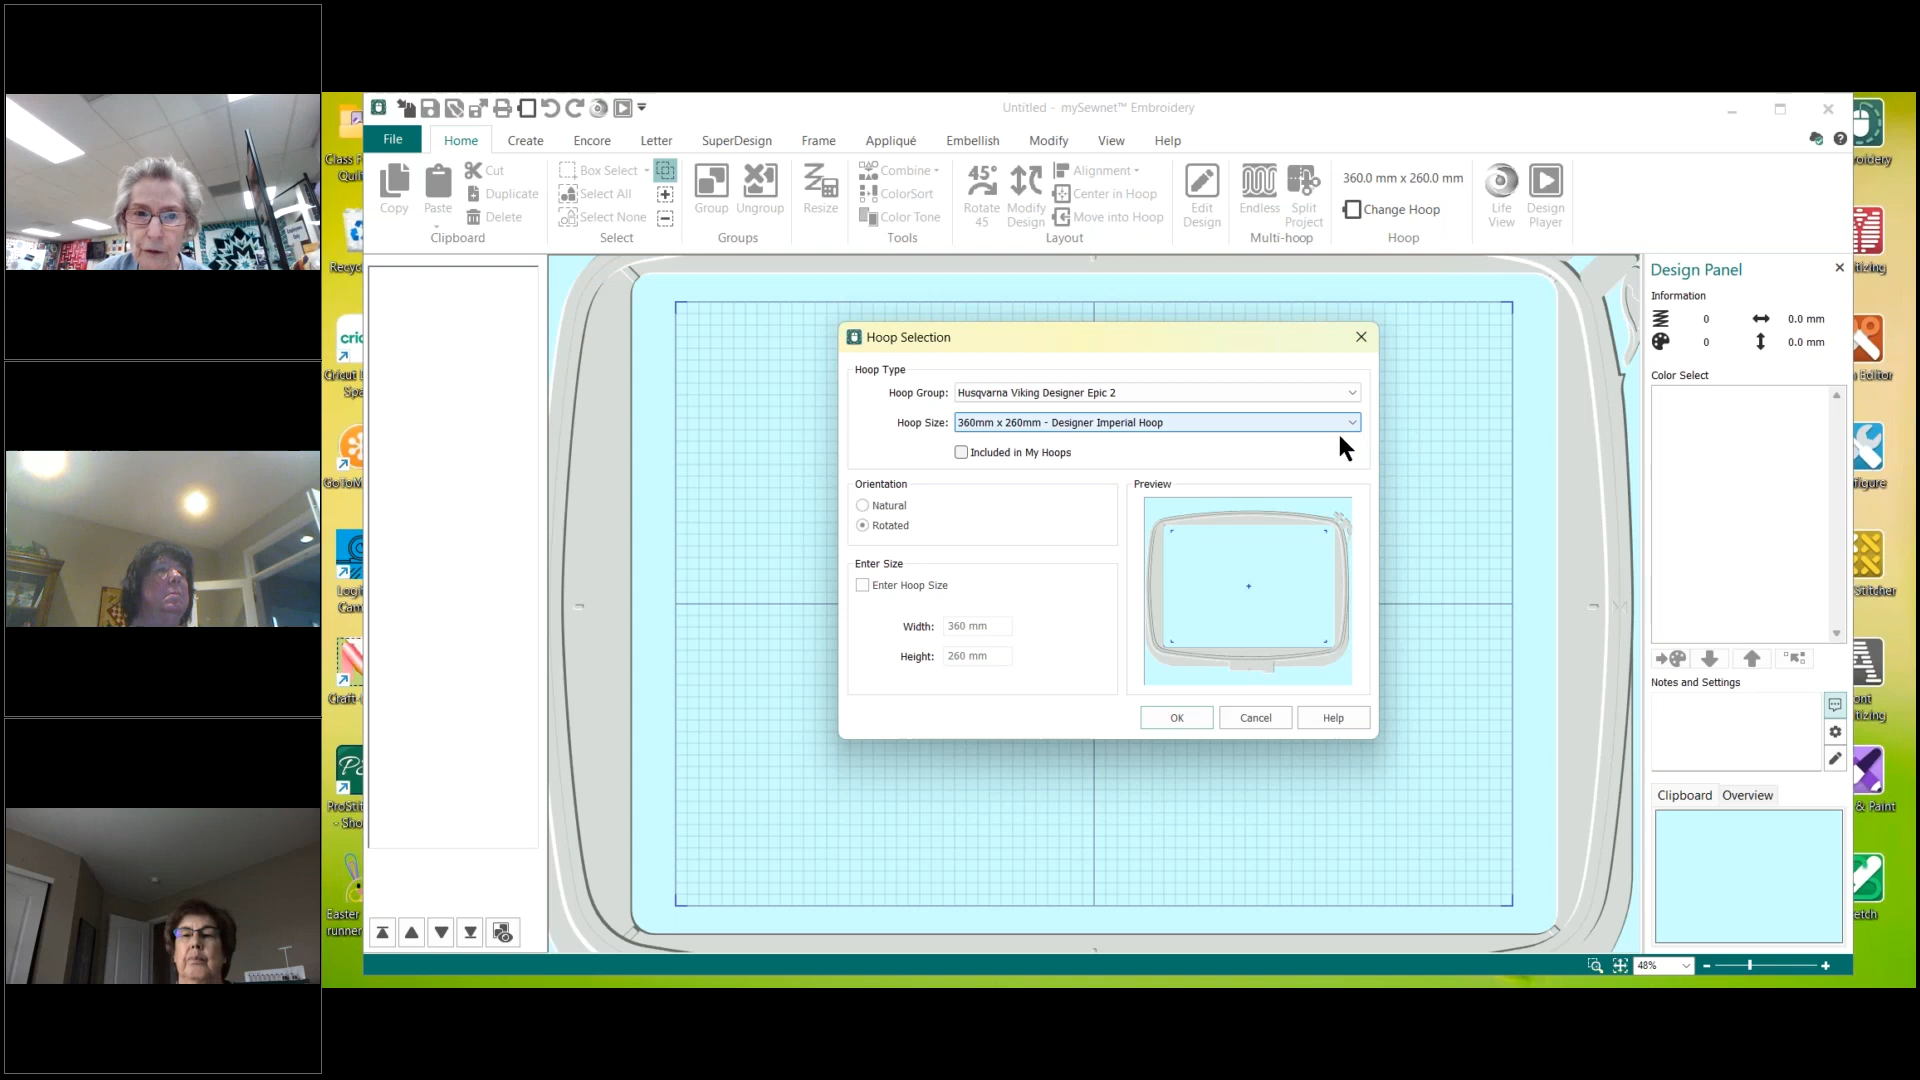 Untitled - mySewnet™ Embroidery
File Home Create Encore Letter SuperDesign Frame Appliqué Embellish Modify View Help
Copy Paste Cut Duplicate Delete
Clipboard
Box Select Select All Select None
Select
Group Ungroup
Groups
Resize
Combine ColorSort Color Tone
Tools
Rotate 45 Modify Design Alignment Center in Hoop Move into Hoop
Layout
Edit Design
Endless Split Project
Multi-hoop
360.0 mm x 260.0 mm
Change Hoop
Hoop
Life View Design Player
Hoop Selection
Hoop Type
Hoop Group: Husqvarna Viking Designer Epic 2
Hoop Size: 360mm x 260mm - Designer Imperial Hoop
Included in My Hoops
Orientation
Natural
Rotated
Preview
Enter Size
Enter Hoop Size
Width: 360 mm
Height: 260 mm
OK Cancel Help
Design Panel
Information
0 0.0 mm
0 0.0 mm
Color Select
Notes and Settings
Clipboard Overview
48%
Easter
runner